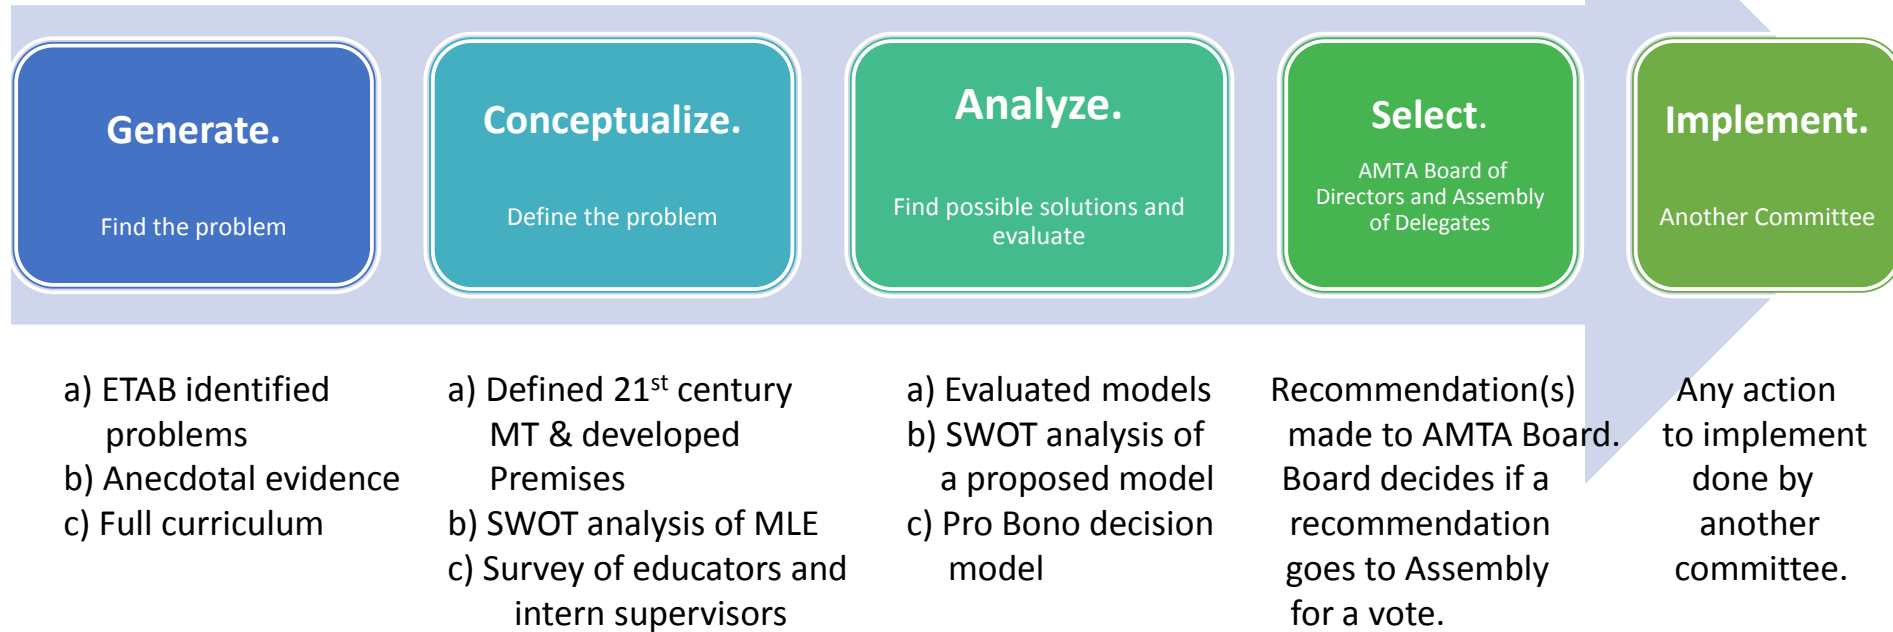 Generate.
Find the problem
Conceptualize.
Define the problem
Analyze.
Find possible solutions and
evaluate
Select.
AMTA Board of
Directors and Assembly
of Delegates
Implement.
Another Committee
a) ETAB identified
problems
b) Anecdotal evidence
c) Full curriculum
a) Defined 21st century
MT & developed
Premises
b) SWOT analysis of MLE
c) Survey of educators and
intern supervisors
a) Evaluated models
b) SWOT analysis of
a proposed model
c) Pro Bono decision
model
Recommendation(s)
made to AMTA Board.
Board decides if a
recommendation
goes to Assembly
for a vote.
Any action
to implement
done by
another
committee.